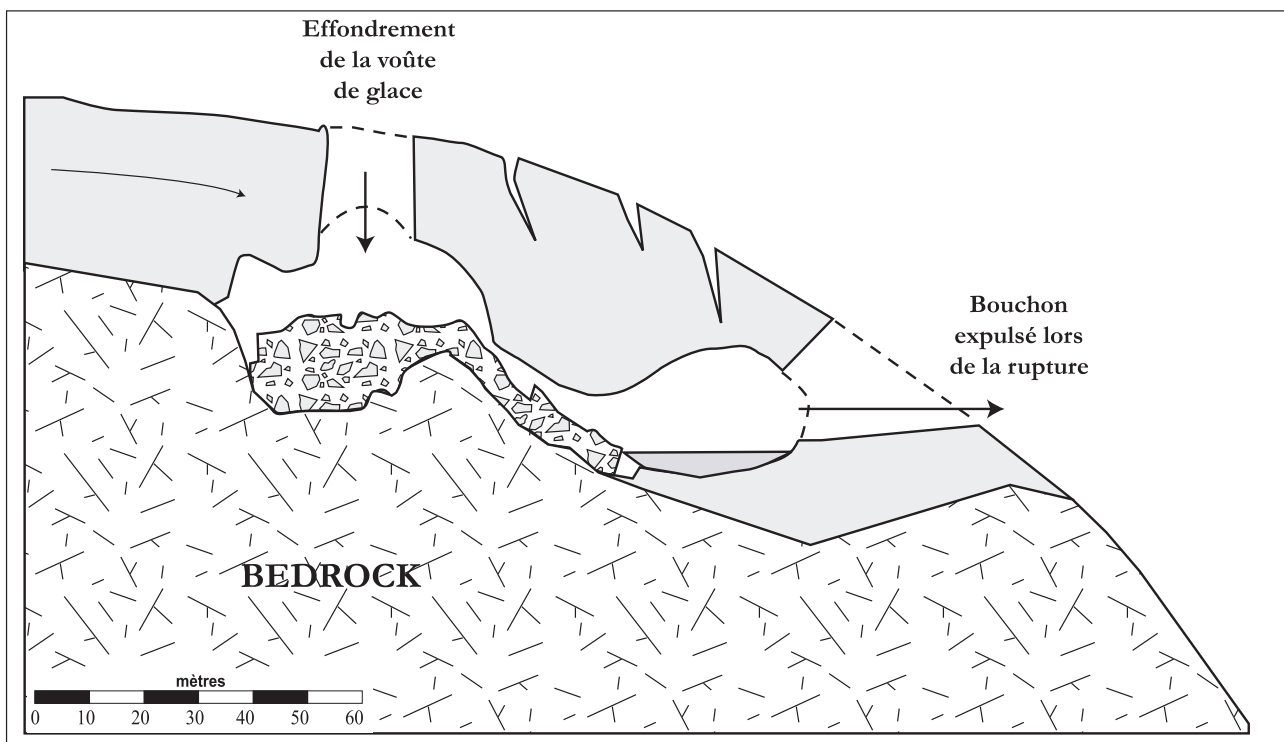 Effondrement
de la voûte
de glace
Bouchon
expulsé lors
de la rupture
BEDROCK
mètres
0 10 20 30 40 50 60